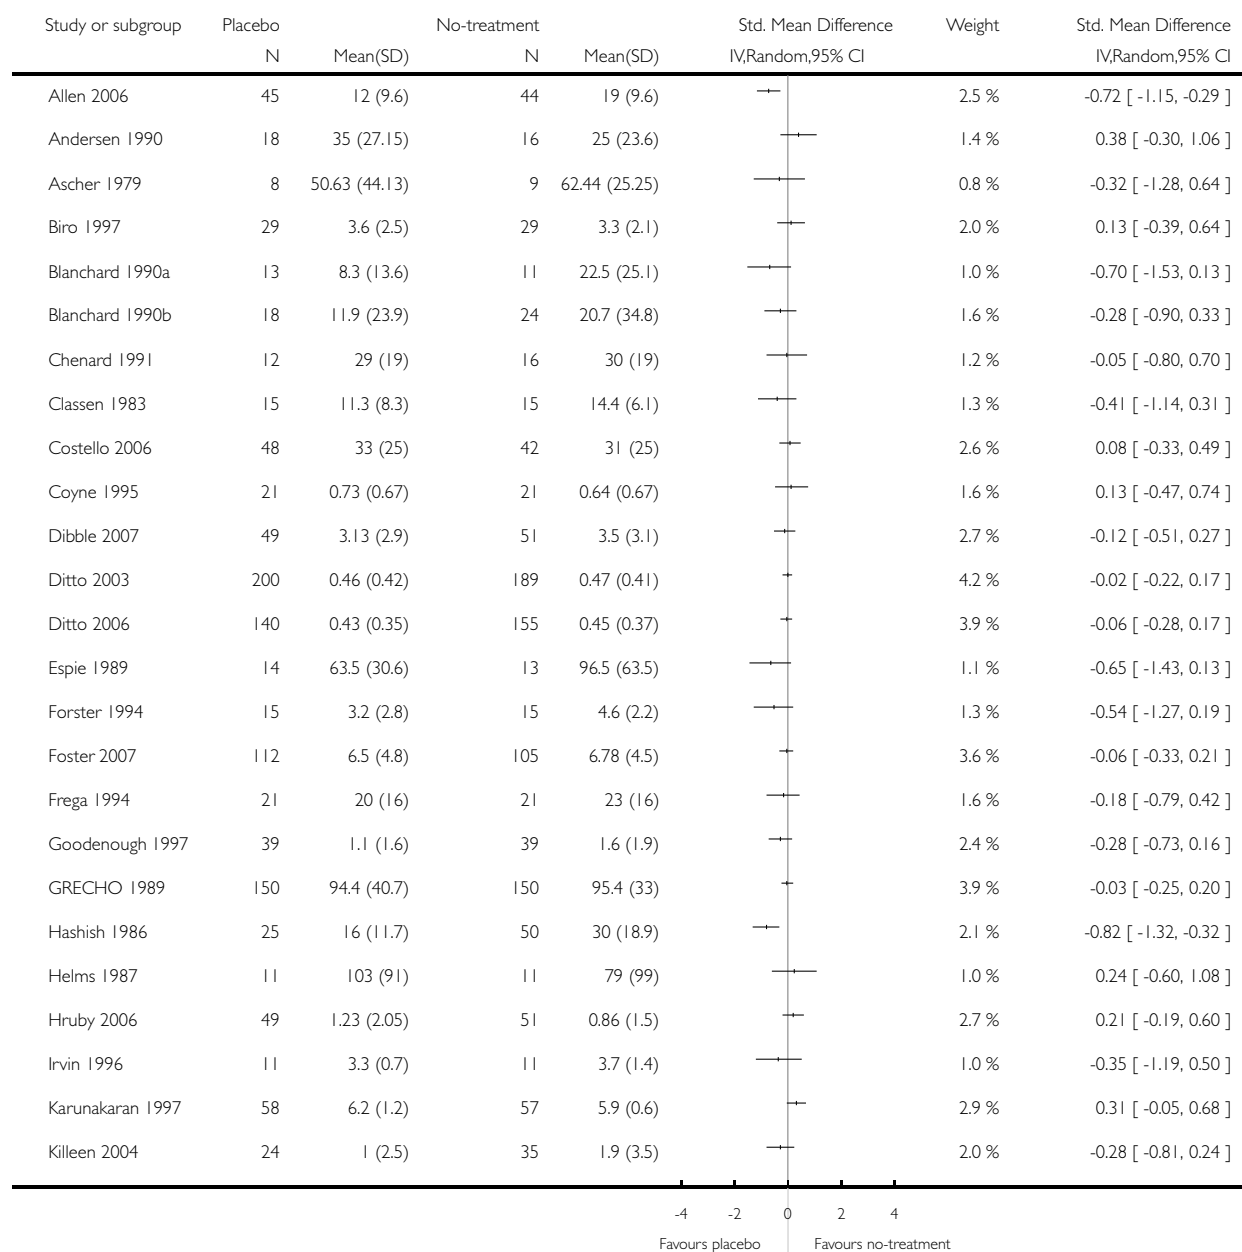 Study or subgroup Placebo No-treatment Std. Mean Difference Weight Std. Mean Difference
N Mean(SD) N Mean(SD) IV,Random,95% CI IV,Random,95% CI
Allen 2006 45 12 (9.6) 44 19 (9.6) 2.5 % -0.72 [ -1.15, -0.29 ]
Andersen 1990 18 35 (27.15) 16 25 (23.6) 1.4 % 0.38 [ -0.30, 1.06 ]
Ascher 1979 8 50.63 (44.13) 9 62.44 (25.25) 0.8 % -0.32 [ -1.28, 0.64 ]
Biro 1997 29 3.6 (2.5) 29 3.3 (2.1) 2.0 % 0.13 [ -0.39, 0.64 ]
Blanchard 1990a 13 8.3 (13.6) 11 22.5 (25.1) 1.0 % -0.70 [ -1.53, 0.13 ]
Blanchard 1990b 18 11.9 (23.9) 24 20.7 (34.8) 1.6 % -0.28 [ -0.90, 0.33 ]
Chenard 1991 12 29 (19) 16 30 (19) 1.2 % -0.05 [ -0.80, 0.70 ]
Classen 1983 15 11.3 (8.3) 15 14.4 (6.1) 1.3 % -0.41 [ -1.14, 0.31 ]
Costello 2006 48 33 (25) 42 31 (25) 2.6 % 0.08 [ -0.33, 0.49 ]
Coyne 1995 21 0.73 (0.67) 21 0.64 (0.67) 1.6 % 0.13 [ -0.47, 0.74 ]
Dibble 2007 49 3.13 (2.9) 51 3.5 (3.1) 2.7 % -0.12 [ -0.51, 0.27 ]
Ditto 2003 200 0.46 (0.42) 189 0.47 (0.41) 4.2 % -0.02 [ -0.22, 0.17 ]
Ditto 2006 140 0.43 (0.35) 155 0.45 (0.37) 3.9 % -0.06 [ -0.28, 0.17 ]
Espie 1989 14 63.5 (30.6) 13 96.5 (63.5) 1.1 % -0.65 [ -1.43, 0.13 ]
Forster 1994 15 3.2 (2.8) 15 4.6 (2.2) 1.3 % -0.54 [ -1.27, 0.19 ]
Foster 2007 112 6.5 (4.8) 105 6.78 (4.5) 3.6 % -0.06 [ -0.33, 0.21 ]
Frega 1994 21 20 (16) 21 23 (16) 1.6 % -0.18 [ -0.79, 0.42 ]
Goodenough 1997 39 1.1 (1.6) 39 1.6 (1.9) 2.4 % -0.28 [ -0.73, 0.16 ]
GRECHO 1989 150 94.4 (40.7) 150 95.4 (33) 3.9 % -0.03 [ -0.25, 0.20 ]
Hashish 1986 25 16 (11.7) 50 30 (18.9) 2.1 % -0.82 [ -1.32, -0.32 ]
Helms 1987 11 103 (91) 11 79 (99) 1.0 % 0.24 [ -0.60, 1.08 ]
Hruby 2006 49 1.23 (2.05) 51 0.86 (1.5) 2.7 % 0.21 [ -0.19, 0.60 ]
Irvin 1996 11 3.3 (0.7) 11 3.7 (1.4) 1.0 % -0.35 [ -1.19, 0.50 ]
Karunakaran 1997 58 6.2 (1.2) 57 5.9 (0.6) 2.9 % 0.31 [ -0.05, 0.68 ]
Killeen 2004 24 1 (2.5) 35 1.9 (3.5) 2.0 % -0.28 [ -0.81, 0.24 ]
-4 -2 0 2 4
Favours placebo Favours no-treatment